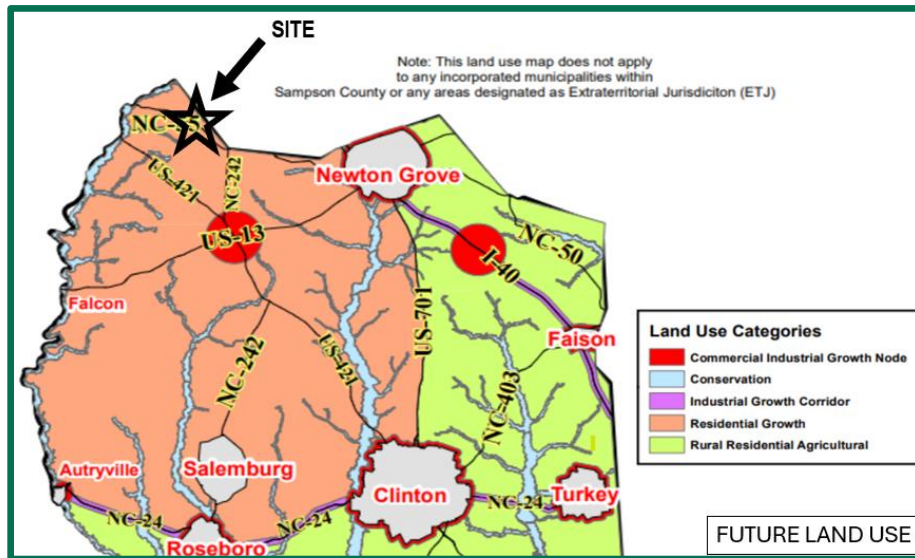 SITE
Note: This land use map does not apply
to any incorporated municipalities within
Sampson County or any areas designated as Extraterritorial Jurisdiciton (ETJ)
NC-55
Newton Grove
US-421
NC-242
US-13
I-40
NC-50
Falcon
US-701
Faison
NC-242
US-421
NC-403
Land Use Categories
Commercial Industrial Growth Node
Conservation
Industrial Growth Corridor
Residential Growth
Rural Residential Agricultural
Autryville
Salemburg
Clinton
Turkey
NC-24
NC-24
NC-24
Roseboro
FUTURE LAND USE